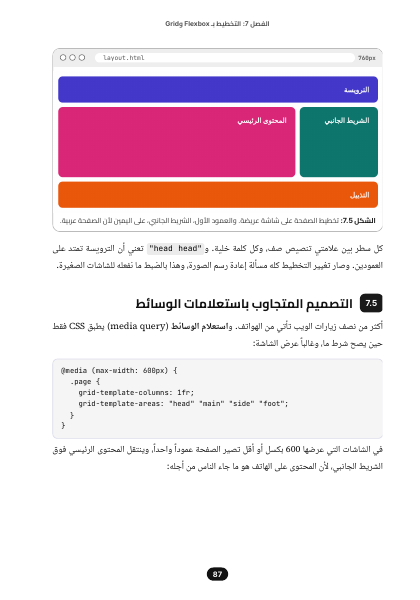 الفصل 7: التخطيط بـ Flexbox وGrid
layout.html
760px
الترويسة
الشريط الجانبي
المحتوى الرئيسي
التذييل
الشكل 7.5: تخطيط الصفحة على شاشة عريضة. والعمود الأول، الشريط الجانبي، على اليمين لأن الصفحة عربية.
كل سطر بين علامتي تنصيص صف، وكل كلمة خلية. و "head head" تعني أن الترويسة تمتد على
العمودين. وصار تغيير التخطيط كله مسألة إعادة رسم الصورة، وهذا بالضبط ما نفعله للشاشات الصغيرة.
7.5 التصميم المتجاوب باستعلامات الوسائط
أكثر من نصف زيارات الويب تأتي من الهواتف. واستعلام الوسائط (media query) يطبق CSS فقط
حين يصح شرط ما، وغالباً عرض الشاشة:
@media (max-width: 600px) {
.page {
grid-template-columns: 1fr;
grid-template-areas: "head" "main" "side" "foot";
}
}
في الشاشات التي عرضها 600 بكسل أو أقل تصير الصفحة عموداً واحداً، وينتقل المحتوى الرئيسي فوق
الشريط الجانبي، لأن المحتوى على الهاتف هو ما جاء الناس من أجله:
87